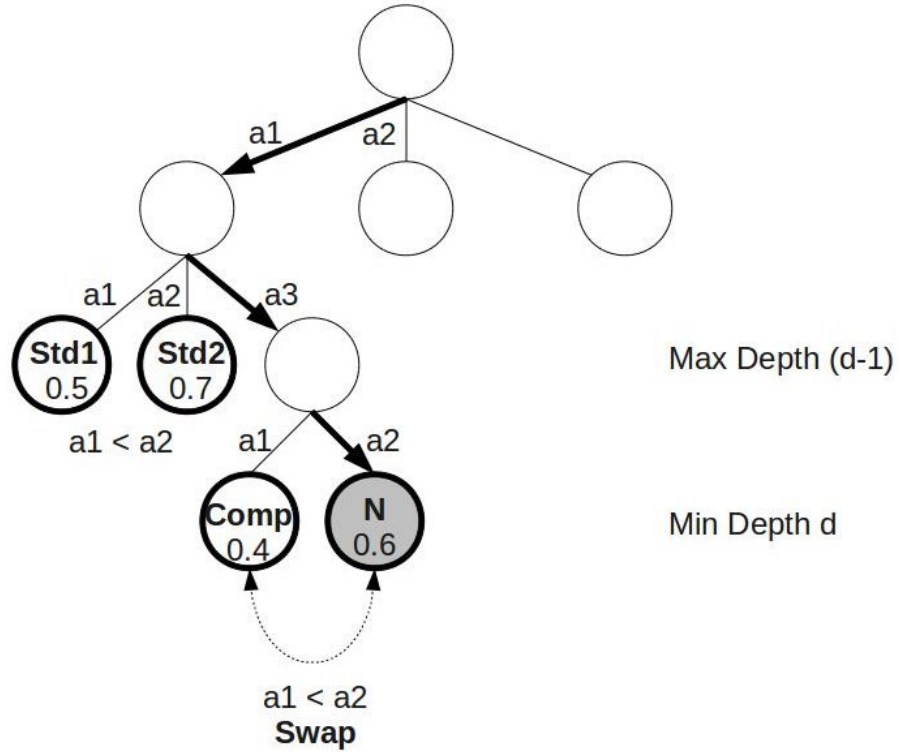 a1
a2
a1
a2
a3
Std1
0.5
Std2
0.7
Max Depth (d-1)
a1 < a2
a1
a2
Comp
0.4
N
0.6
Min Depth d
a1 < a2
Swap